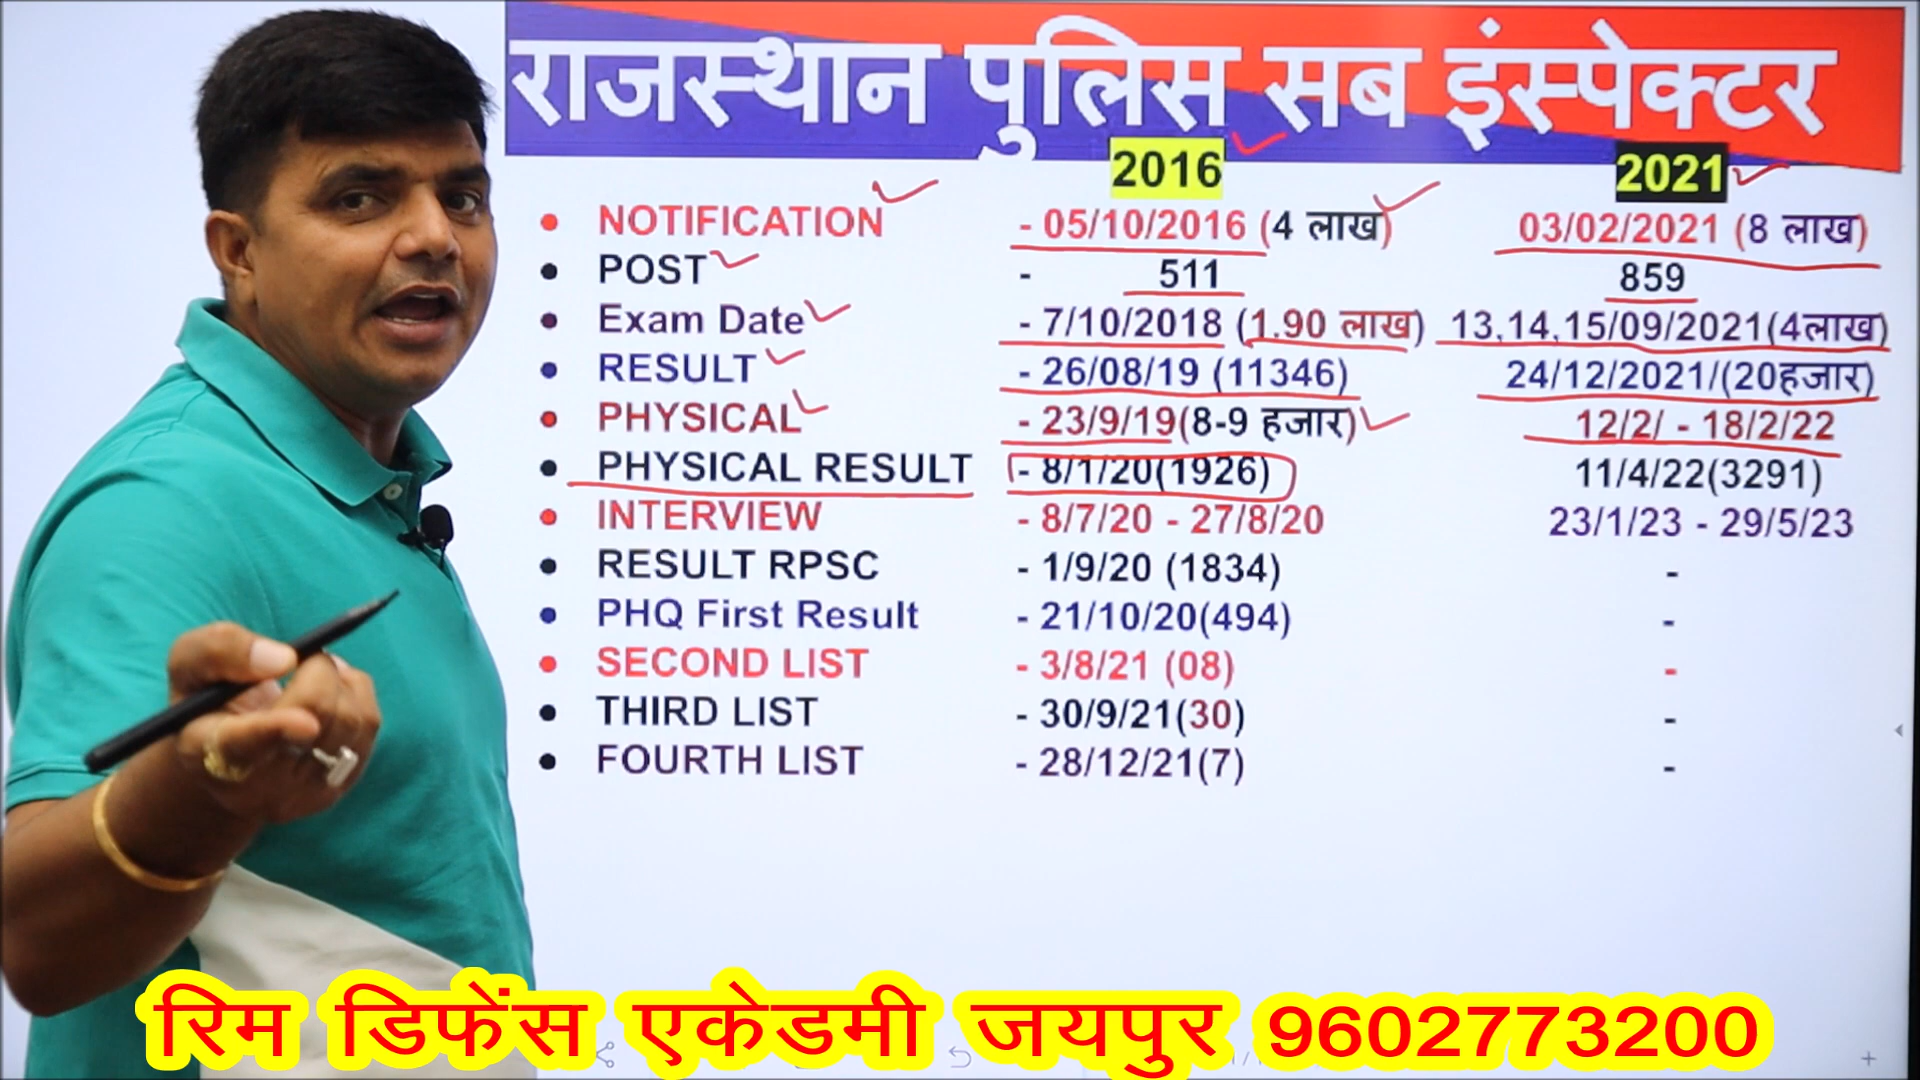 राजस्थान पुलिस सब इंस्पेक्टर
2016 2021
• NOTIFICATION - 05/10/2016 (4 लाख) 03/02/2021 (8 लाख)
• POST - 511 859
• Exam Date - 7/10/2018 (1.90 लाख) 13,14,15/09/2021(4लाख)
• RESULT - 26/08/19 (11346) 24/12/2021/(20हजार)
• PHYSICAL - 23/9/19(8-9 हजार) 12/2/ - 18/2/22
• PHYSICAL RESULT - 8/1/20(1926) 11/4/22(3291)
• INTERVIEW - 8/7/20 - 27/8/20 23/1/23 - 29/5/23
• RESULT RPSC - 1/9/20 (1834) -
• PHQ First Result - 21/10/20(494) -
• SECOND LIST - 3/8/21 (08) -
• THIRD LIST - 30/9/21(30) -
• FOURTH LIST - 28/12/21(7) -
रिम डिफेंस एकेडमी जयपुर 9602773200